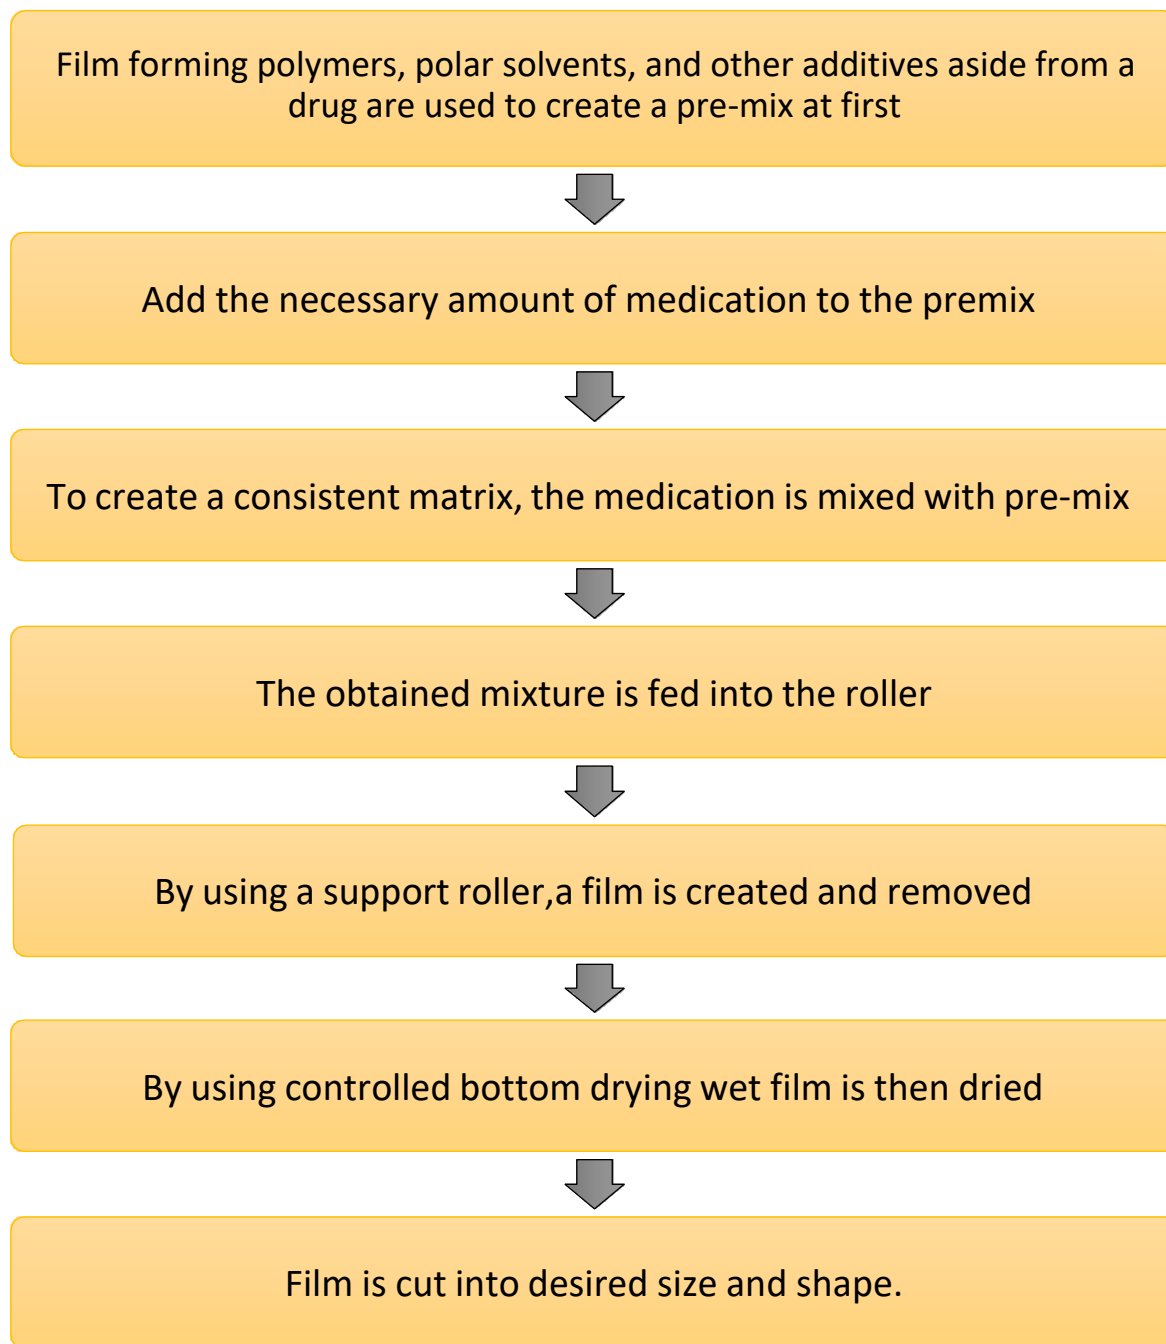 Film forming polymers, polar solvents, and other additives aside from a
drug are used to create a pre-mix at first
Add the necessary amount of medication to the premix
To create a consistent matrix, the medication is mixed with pre-mix
The obtained mixture is fed into the roller
By using a support roller,a film is created and removed
By using controlled bottom drying wet film is then dried
Film is cut into desired size and shape.